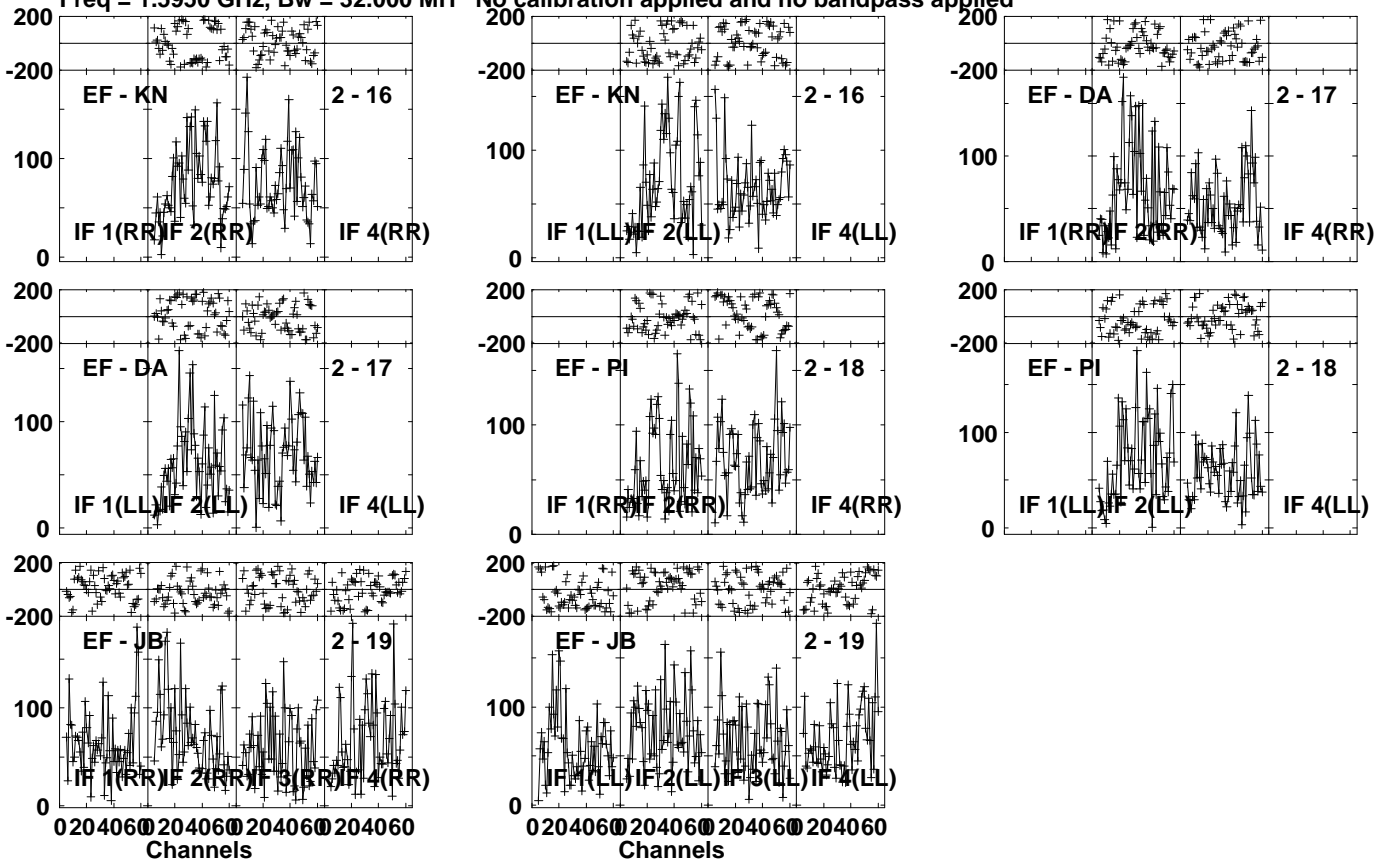 Freq = 1.5950 GHz, Bw = 32.000 MH No calibration applied and no bandpass applied
200
-200
EF - KN 2 - 16
100
IF 1(RR) IF 2(RR) IF 4(RR)
0
EF - KN 2 - 16
100
IF 1(LL) IF 2(LL) IF 4(LL)
0
200
-200
EF - DA 2 - 17
100
IF 1(RR) IF 2(RR) IF 4(RR)
0
200
-200
EF - DA 2 - 17
100
IF 1(LL) IF 2(LL) IF 4(LL)
0
200
-200
EF - PI 2 - 18
100
IF 1(RR) IF 2(RR) IF 4(RR)
0
200
-200
EF - PI 2 - 18
100
IF 1(LL) IF 2(LL) IF 4(LL)
0
200
-200
EF - JB 2 - 19
100
IF 1(RR) IF 2(RR) IF 3(RR) IF 4(RR)
0
0 20 40 60 0 20 40 60 0 20 40 60 0 20 40 60
Channels
200
-200
EF - JB 2 - 19
100
IF 1(LL) IF 2(LL) IF 3(LL) IF 4(LL)
0
0 20 40 60 0 20 40 60 0 20 40 60 0 20 40 60
Channels